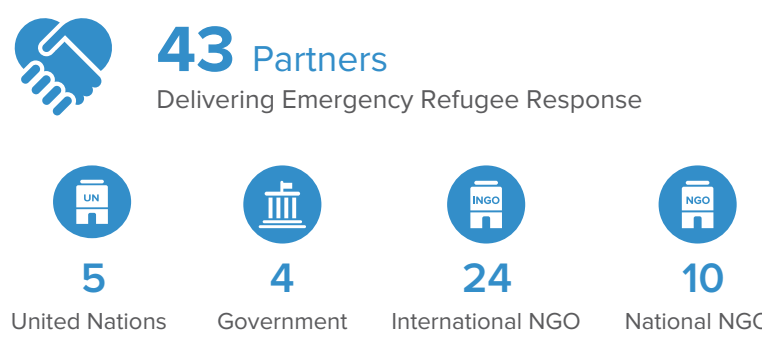 43 Partners
Delivering Emergency Refugee Response
UN
INGO
NGO
5
4
24
10
United Nations
Government
International NGO
National NGO